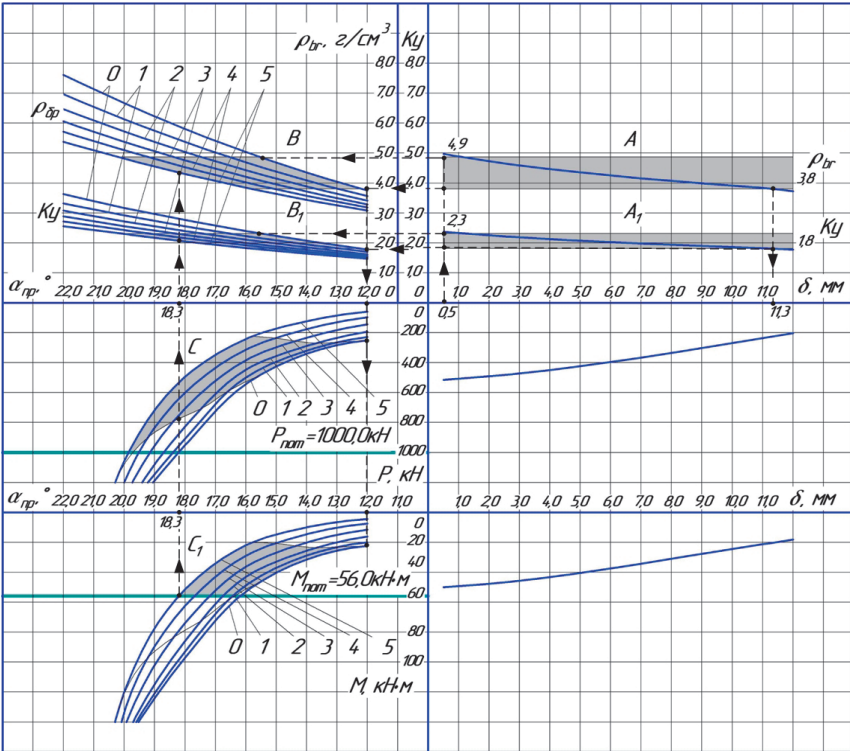 ρbr, г/см³ Kу
8,0 8,0
0 1 2 3 4 5
7,0 7,0
ρбр 6,0 6,0
B 5,0 5,0 4,9 A ρbr
4,0 4,0 3,8
Kу B1 3,0 3,0 2,3 A1 Kу
2,0 2,0 1,8
1,0 1,0
αпр,° 22,0 21,0 20,0 19,0 18,0 17,0 16,0 15,0 14,0 13,0 12,0 0 0 1,0 2,0 3,0 4,0 5,0 6,0 7,0 8,0 9,0 10,0 11,0 δ, мм
18,3 0,5 11,3
0
200
C 400
600
0 1 2 3 4 5
800
Pпот=1000,0кН
1000
P, кН
αпр,° 22,0 21,0 20,0 19,0 18,0 17,0 16,0 15,0 14,0 13,0 12,0 11,0 1,0 2,0 3,0 4,0 5,0 6,0 7,0 8,0 9,0 10,0 11,0 δ, мм
18,3 0
20
C1
40
Mпот=56,0кН·м
60
0 1 2 3 4 5
80
100
M, кН·м